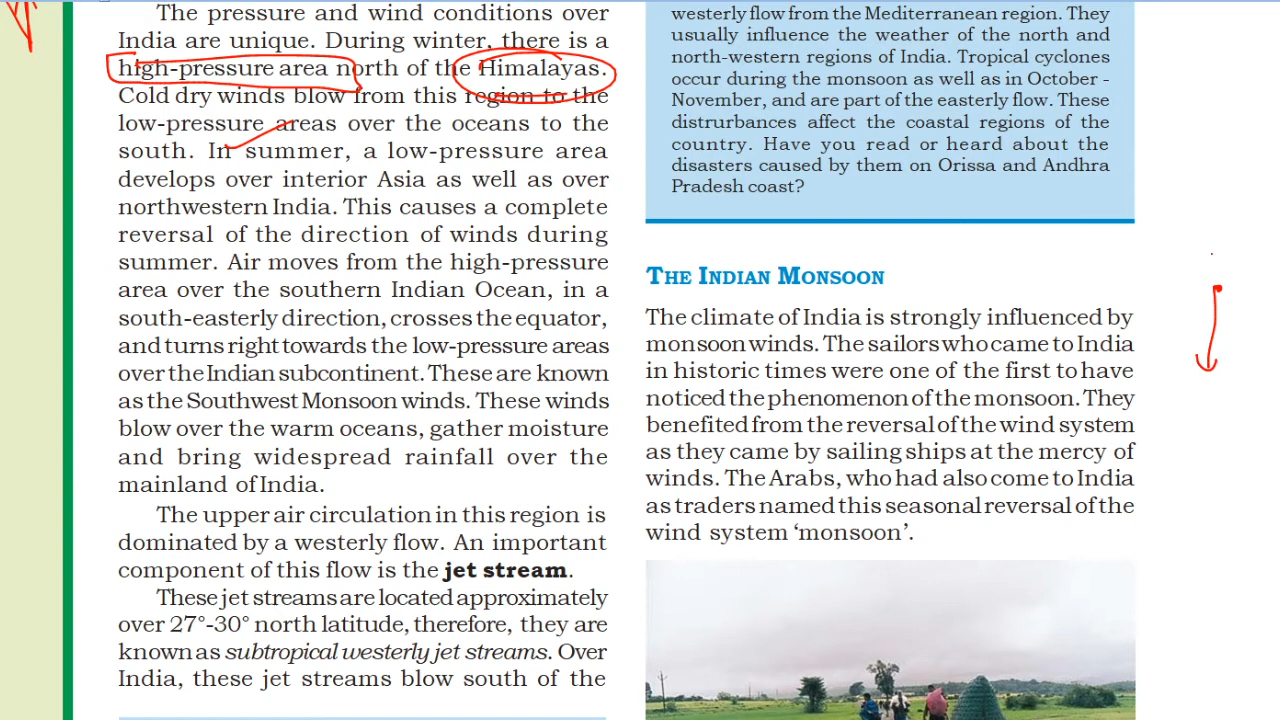 The pressure and wind conditions over
India are unique. During winter, there is a
high-pressure area north of the Himalayas.
Cold dry winds blow from this region to the
low-pressure areas over the oceans to the
south. In summer, a low-pressure area
develops over interior Asia as well as over
northwestern India. This causes a complete
reversal of the direction of winds during
summer. Air moves from the high-pressure
area over the southern Indian Ocean, in a
south-easterly direction, crosses the equator,
and turns right towards the low-pressure areas
over the Indian subcontinent. These are known
as the Southwest Monsoon winds. These winds
blow over the warm oceans, gather moisture
and bring widespread rainfall over the
mainland of India.
The upper air circulation in this region is
dominated by a westerly flow. An important
component of this flow is the jet stream.
These jet streams are located approximately
over 27°-30° north latitude, therefore, they are
known as subtropical westerly jet streams. Over
India, these jet streams blow south of the
westerly flow from the Mediterranean region. They
usually influence the weather of the north and
north-western regions of India. Tropical cyclones
occur during the monsoon as well as in October -
November, and are part of the easterly flow. These
distrurbances affect the coastal regions of the
country. Have you read or heard about the
disasters caused by them on Orissa and Andhra
Pradesh coast?
THE INDIAN MONSOON
The climate of India is strongly influenced by
monsoon winds. The sailors who came to India
in historic times were one of the first to have
noticed the phenomenon of the monsoon. They
benefited from the reversal of the wind system
as they came by sailing ships at the mercy of
winds. The Arabs, who had also come to India
as traders named this seasonal reversal of the
wind system ‘monsoon’.